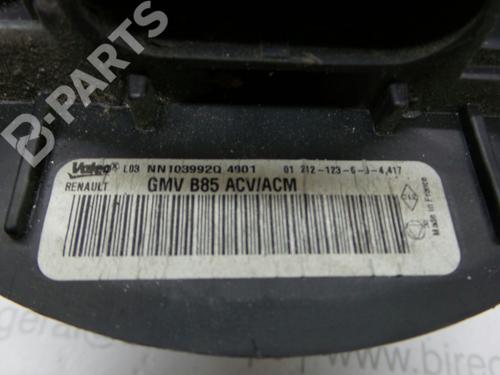 B-PARTS
Valeo L03 NN103992Q 4901 01 212-123-6-J-4,417
RENAULT GMV B85 ACV/ACM
Made in France